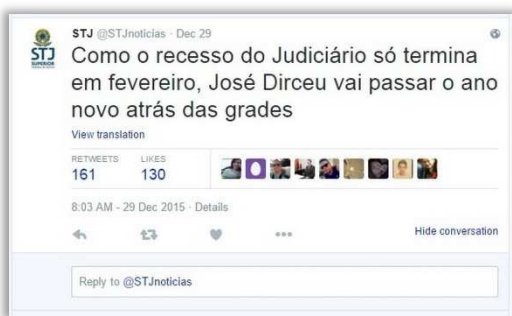 STJ
SUPERIOR
STJ @STJnoticias · Dec 29
Como o recesso do Judiciário só termina
em fevereiro, José Dirceu vai passar o ano
novo atrás das grades
View translation
RETWEETS LIKES
161 130
8:03 AM - 29 Dec 2015 · Details
Hide conversation
Reply to @STJnoticias